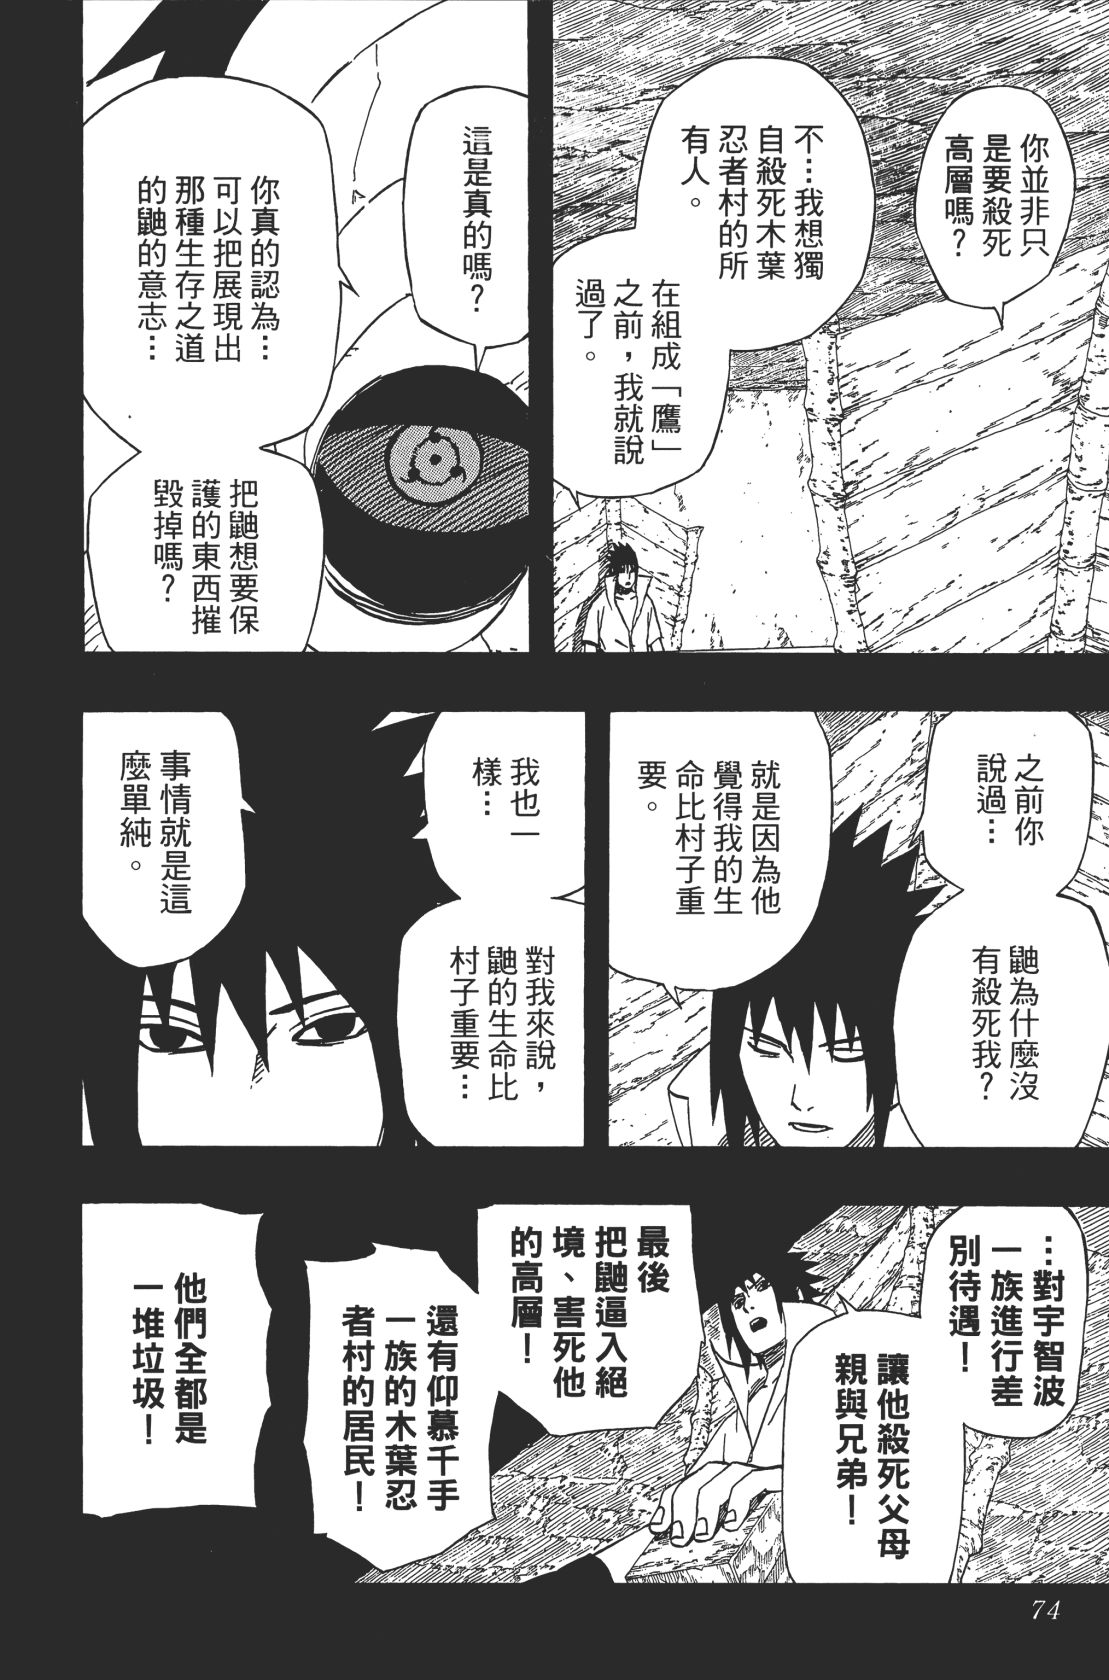 你並非只
是要殺死
高層嗎？
不…我想獨
自殺死木葉
忍者村的所
有人。
在組成「鷹」
之前，我就說
過了。
這是真的嗎？
你真的認為…
可以把展現出
那種生存之道
的鼬的意志…
把鼬想要保
護的東西摧
毀掉嗎？
之前你
說過…
鼬為什麼沒
有殺死我？
就是因為他
覺得我的生
命比村子重
要。
我也一
樣…
對我來說，
鼬的生命比
村子重要…
事情就是這
麼單純。
…對宇智波
一族進行差
別待遇！
讓他殺死父母
親與兄弟！
最後
把鼬逼入絕
境、害死他
的高層！
還有仰慕千手
一族的木葉忍
者村的居民！
他們全都是
一堆垃圾！
74